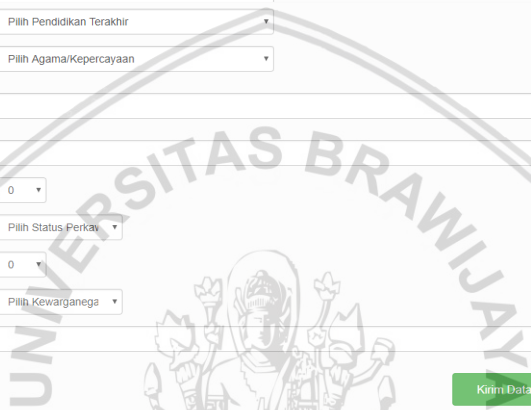 Pilih Pendidikan Terakhir
Pilih Agama/Kepercayaan
UNIVERSITAS BRAWIJAYA
0
Pilih Status Perkav
0
Pilih Kewarganega
Kirim Data